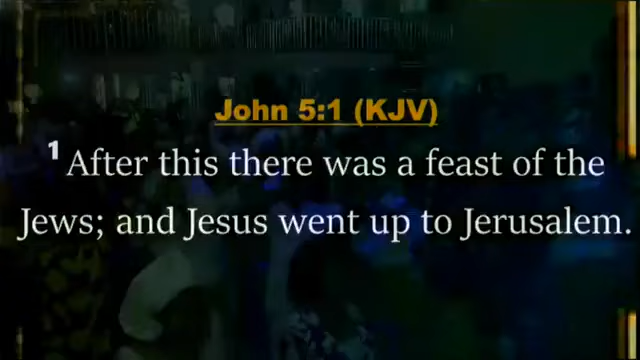 John 5:1 (KJV)
1 After this there was a feast of the
Jews; and Jesus went up to Jerusalem.